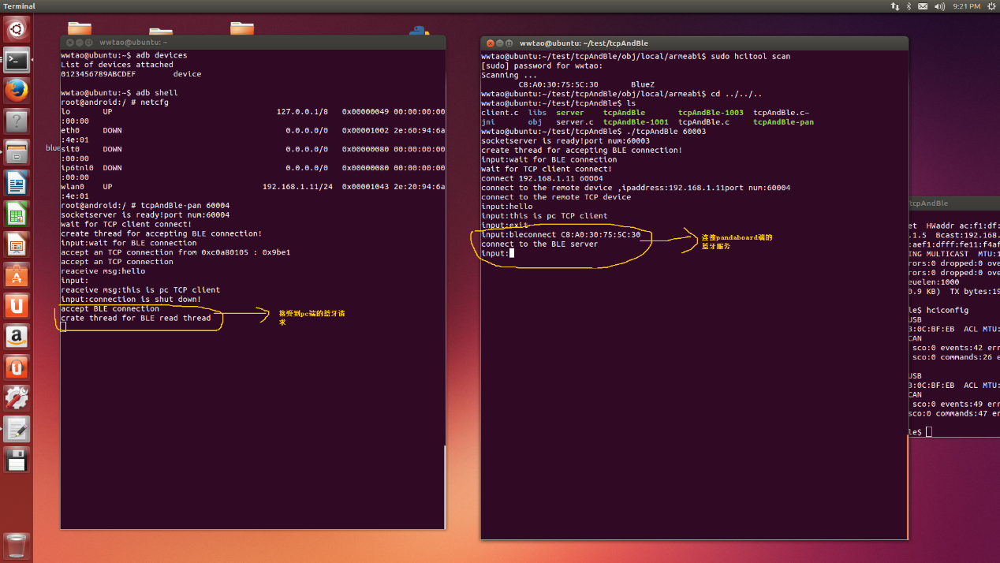 Terminal
9:21 PM
wwtao@ubuntu: ~
wwtao@ubuntu:~$ adb devices
List of devices attached
0123456789ABCDEF device
wwtao@ubuntu:~$ adb shell
root@android:/ # netcfg
lo UP 127.0.0.1/8 0x00000049 00:00:00:00
:00:00
eth0 DOWN 0.0.0.0/0 0x00001002 2e:60:94:6a
:4e:01
sit0 DOWN 0.0.0.0/0 0x00000080 00:00:00:00
:00:00
ip6tnl0 DOWN 0.0.0.0/0 0x00000080 00:00:00:00
:00:00
wlan0 UP 192.168.1.11/24 0x00001043 2e:20:94:6a
:4e:01
root@android:/ # tcpAndBle-pan 60004
socketserver is ready!port num:60004
wait for TCP client connect!
create thread for accepting BLE connection!
input:wait for BLE connection
accept an TCP connection from 0xc0a80105 : 0x9be1
accept an TCP connection
reaceive msg:hello
input:
reaceive msg:this is pc TCP client
input:connection is shut down!
accept BLE connection
crate thread for BLE read thread
接受到pc端的蓝牙请
求
blue
wwtao@ubuntu: ~/test/tcpAndBle
wwtao@ubuntu:~/test/tcpAndBle/obj/local/armeabi$ sudo hcitool scan
[sudo] password for wwtao:
Scanning ...
C8:A0:30:75:5C:30 BlueZ
wwtao@ubuntu:~/test/tcpAndBle/obj/local/armeabi$ cd ../../..
wwtao@ubuntu:~/test/tcpAndBle$ ls
client.c libs server tcpAndBle tcpAndBle-1003 tcpAndBle.c~
jni obj server.c tcpAndBle-1001 tcpAndBle.c tcpAndBle-pan
wwtao@ubuntu:~/test/tcpAndBle$ ./tcpAndBle 60003
socketserver is ready!port num:60003
create thread for accepting BLE connection!
input:wait for BLE connection
wait for TCP client connect!
connect 192.168.1.11 60004
connect to the remote device ,ipaddress:192.168.1.11port num:60004
connect to the remote TCP device
input:hello
input:this is pc TCP client
input:exit
input:bleconnect C8:A0:30:75:5C:30
connect to the BLE server
input:
连接pandaboard端的
蓝牙服务
cpAndBle
et HWaddr ac:f1:df:
.1.5 Bcast:192.168.
:aef1:dfff:fe11:f4af
ING MULTICAST MTU:1
rors:0 dropped:0 ove
rors:0 dropped:0 ove
euelen:1000
0.9 KB) TX bytes:19
$ hciconfig
USB
3:0C:BF:EB ACL MTU:
CAN
sco:0 events:42 err
sco:0 commands:26 e
USB
3:0C:BF:EB ACL MTU:
CAN
sco:0 events:49 err
sco:0 commands:47 e
le$